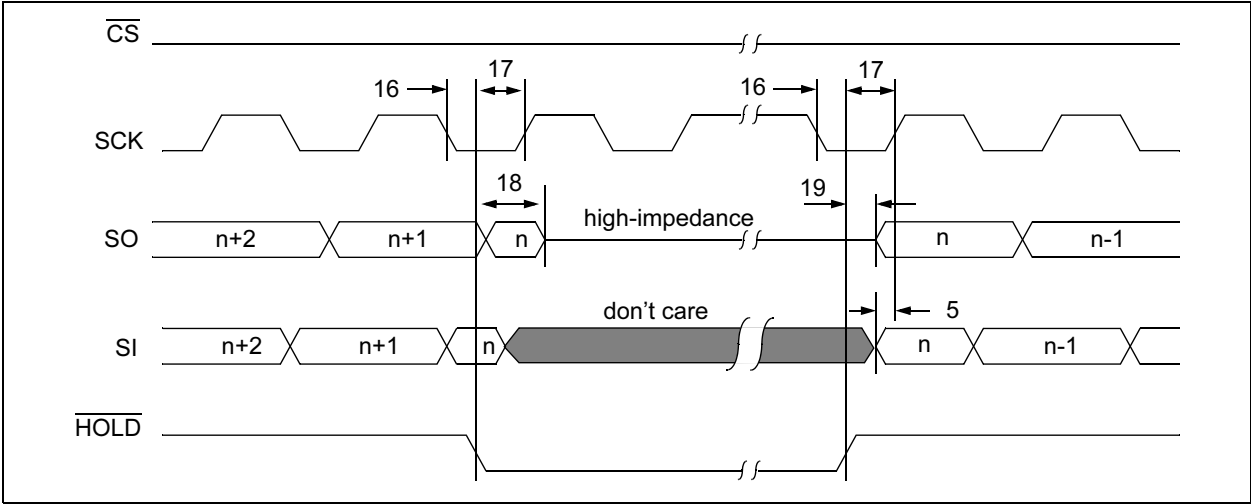 CS
16
17
16
17
SCK
18
19
high-impedance
SO
n+2
n+1
n
n
n-1
don't care
5
SI
n+2
n+1
n
n
n-1
HOLD